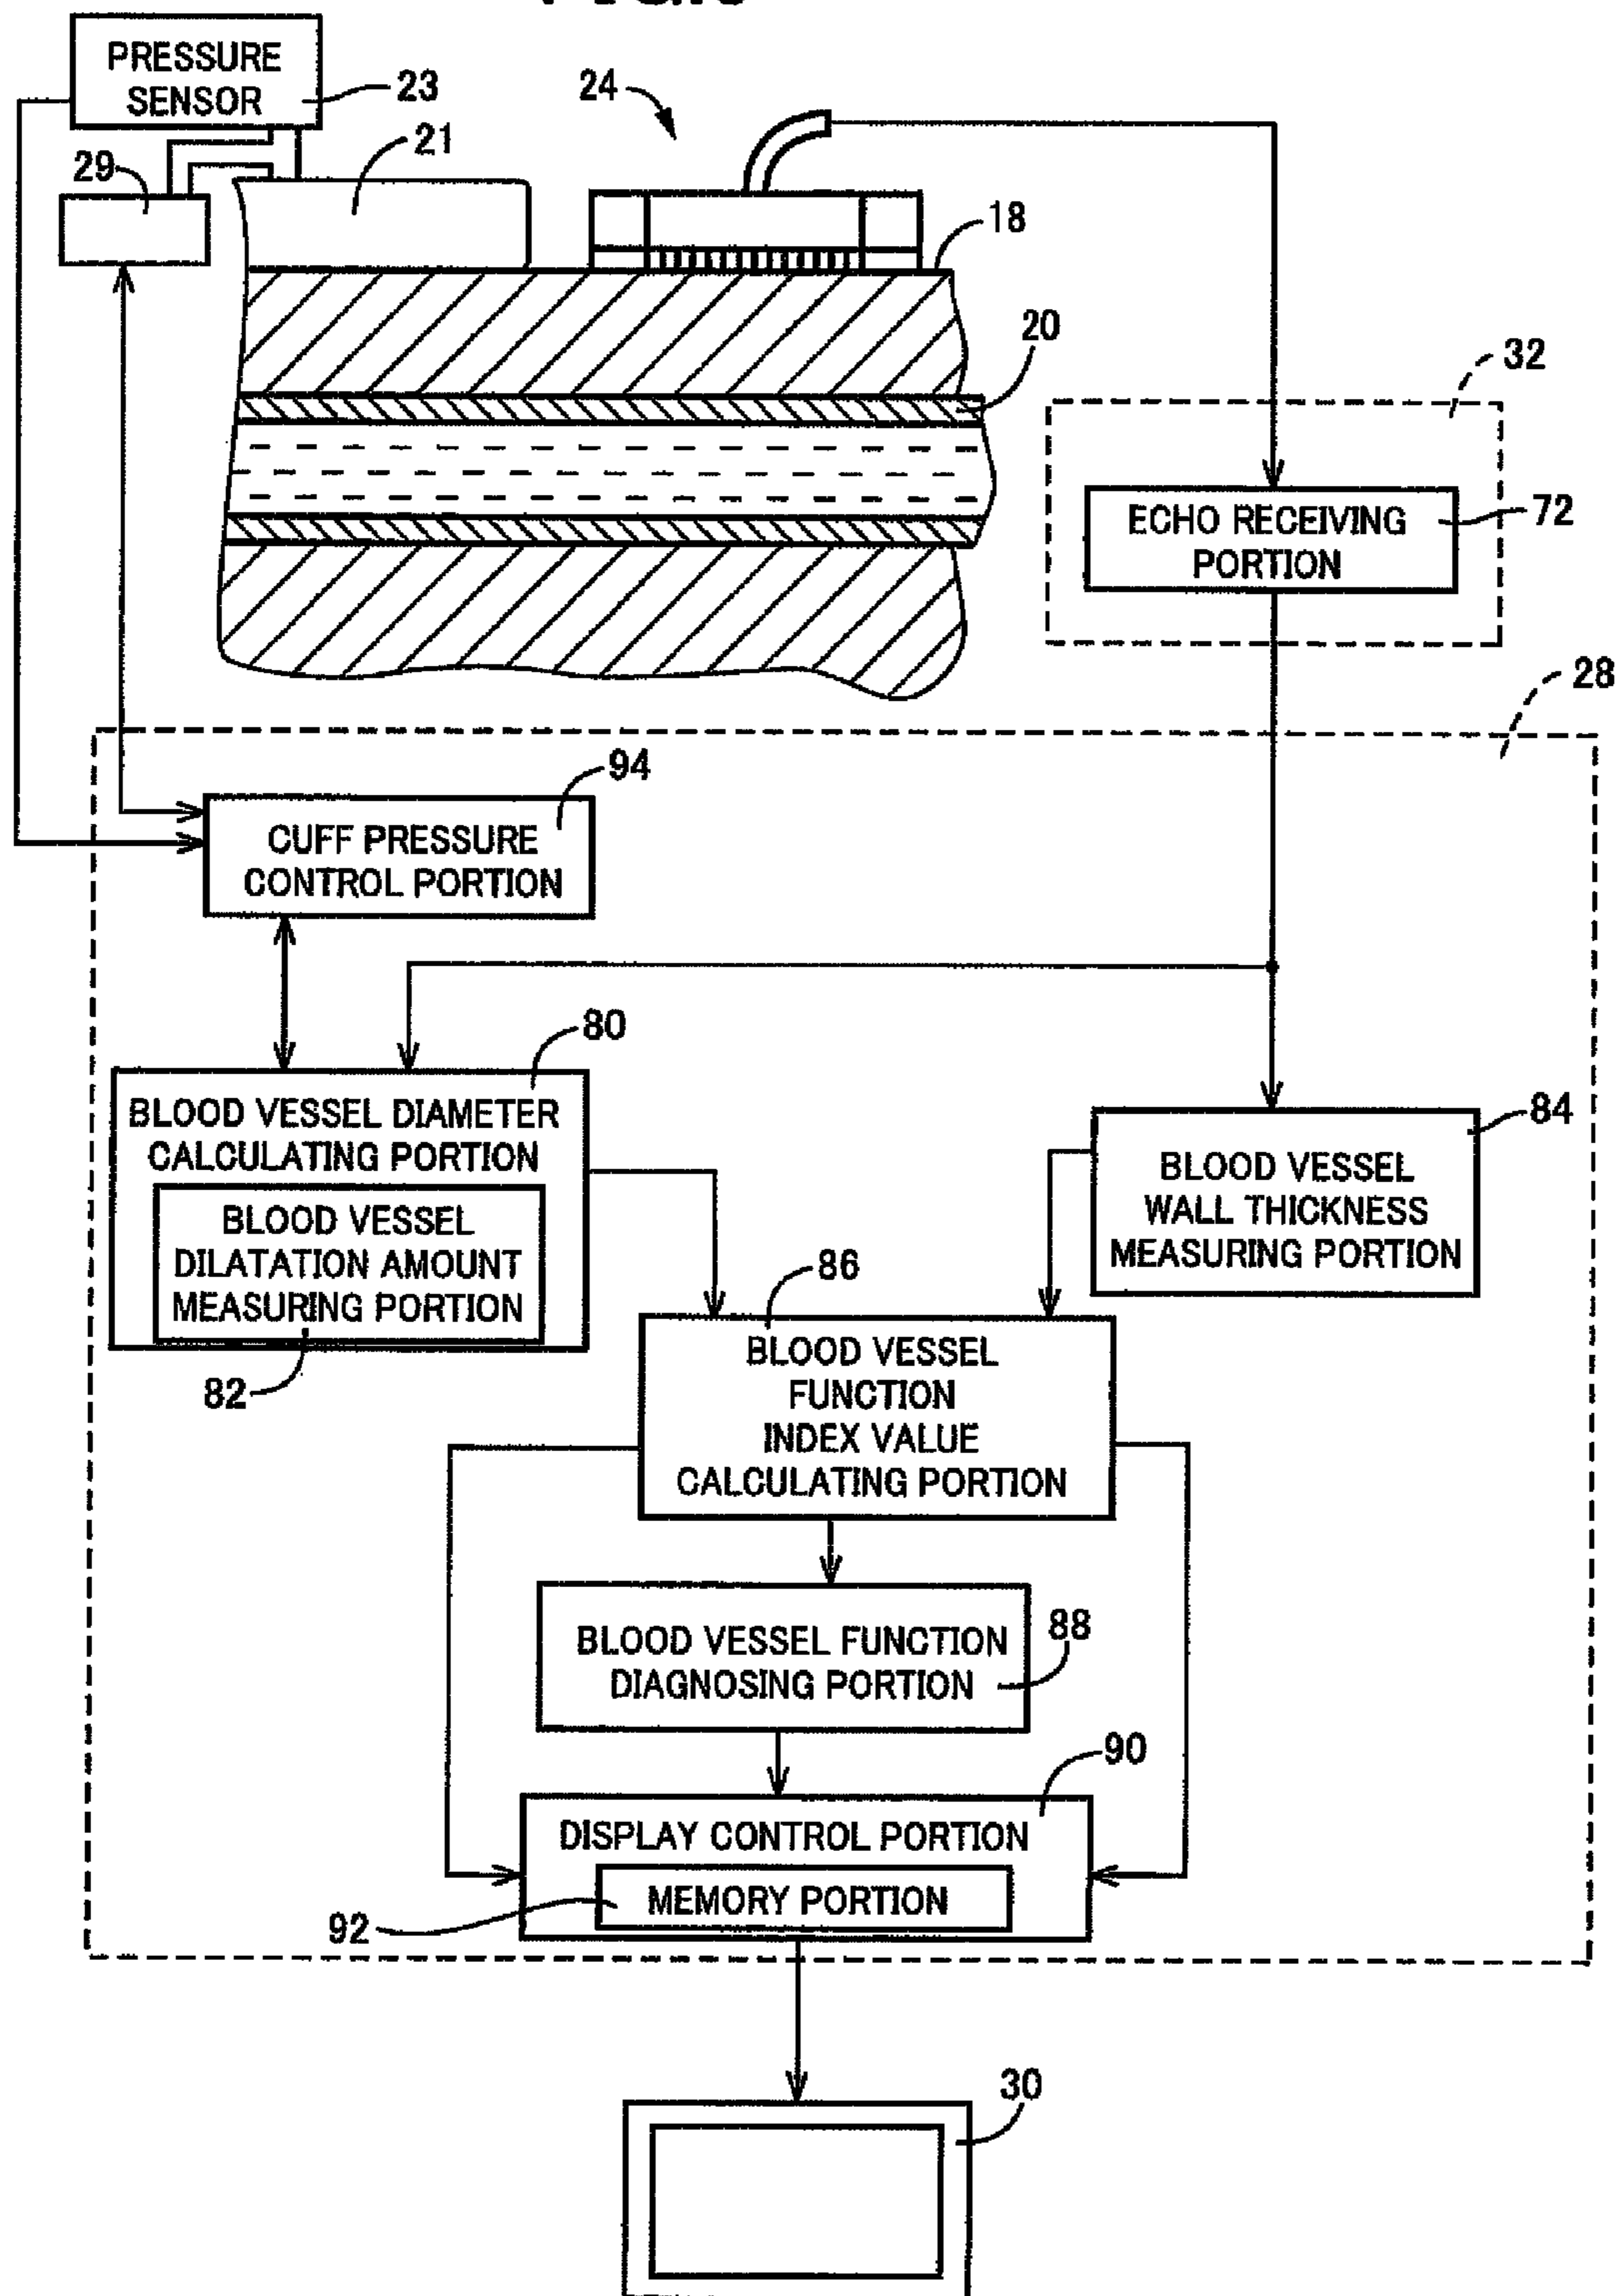 PRESSURE
SENSOR
23
24
21
29
18
20
32
ECHO RECEIVING
PORTION
72
28
94
CUFF PRESSURE
CONTROL PORTION
80
BLOOD VESSEL DIAMETER
CALCULATING PORTION
BLOOD VESSEL
DILATATION AMOUNT
MEASURING PORTION
82
84
BLOOD VESSEL
WALL THICKNESS
MEASURING PORTION
86
BLOOD VESSEL
FUNCTION
INDEX VALUE
CALCULATING PORTION
BLOOD VESSEL FUNCTION
DIAGNOSING PORTION
88
90
DISPLAY CONTROL PORTION
MEMORY PORTION
92
30